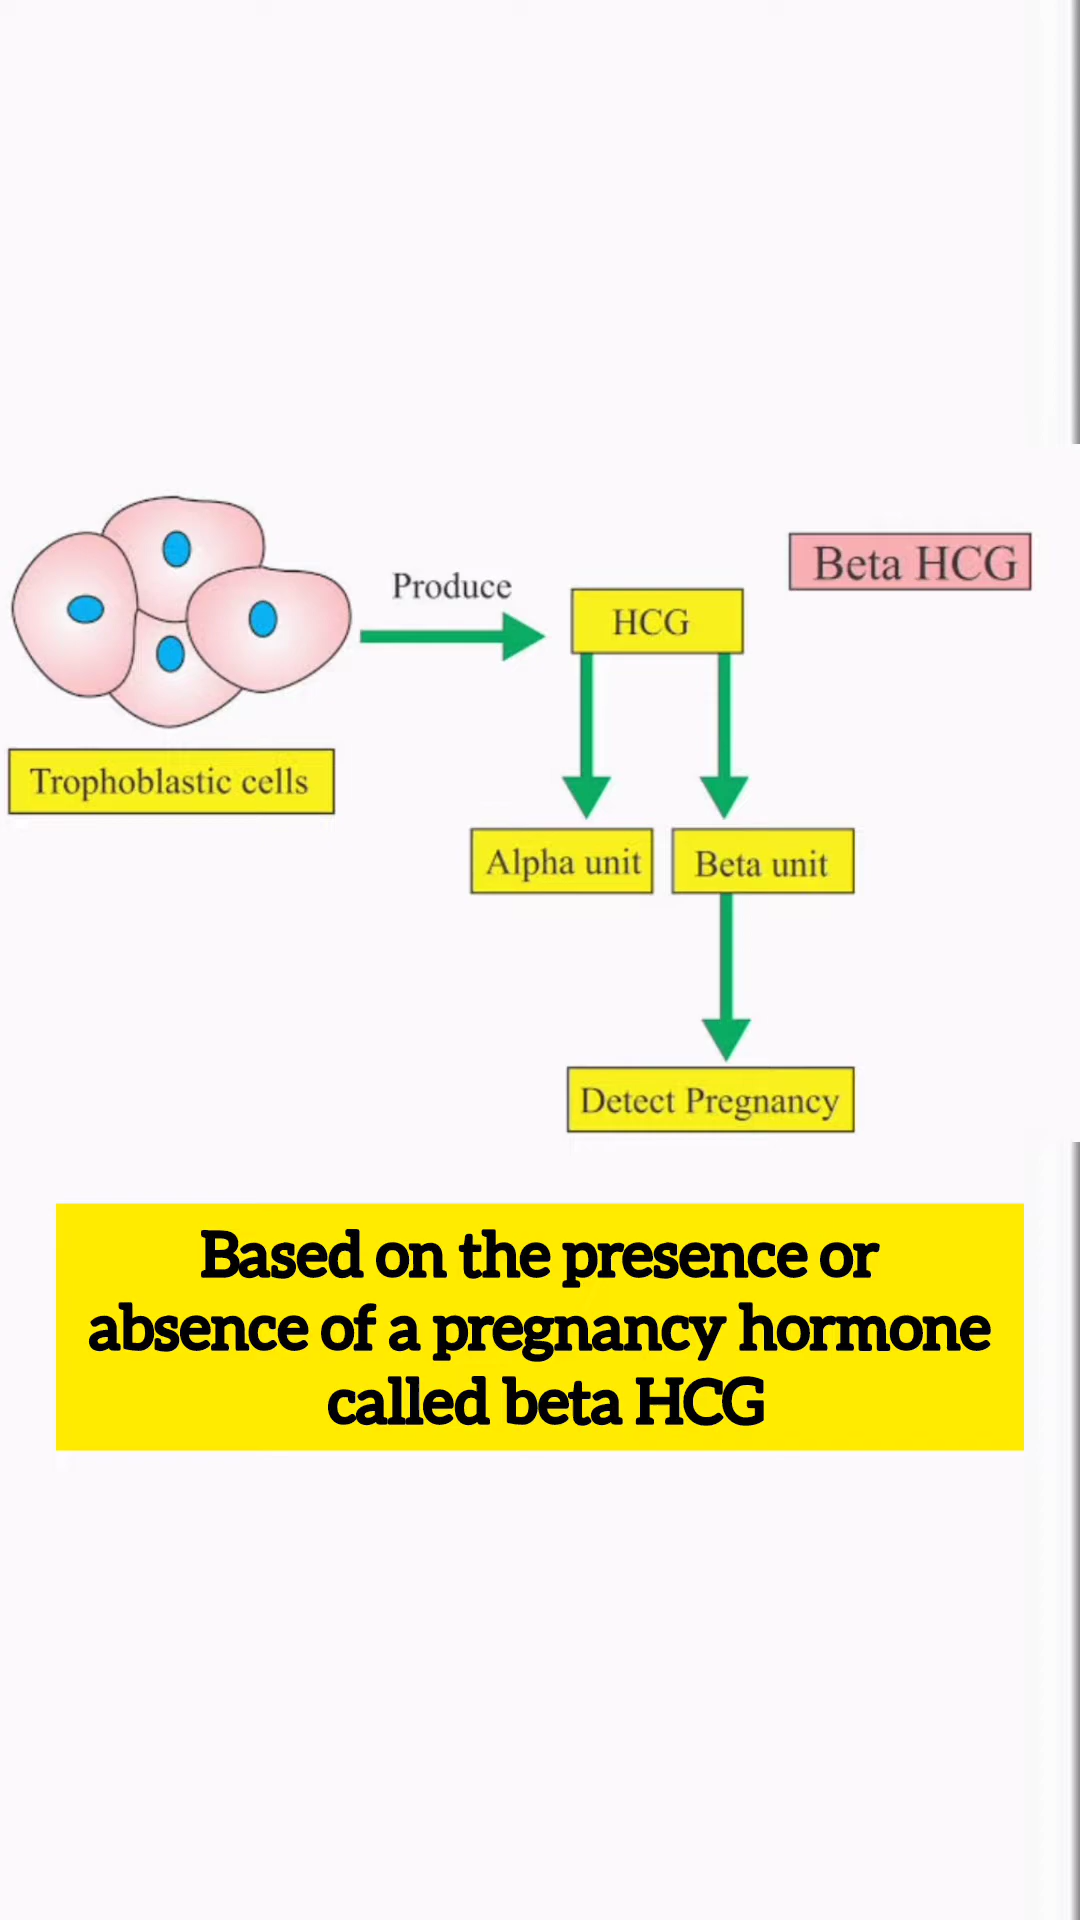 Beta HCG
Produce
HCG
Trophoblastic cells
Alpha unit
Beta unit
Detect Pregnancy
Based on the presence or
absence of a pregnancy hormone
called beta HCG